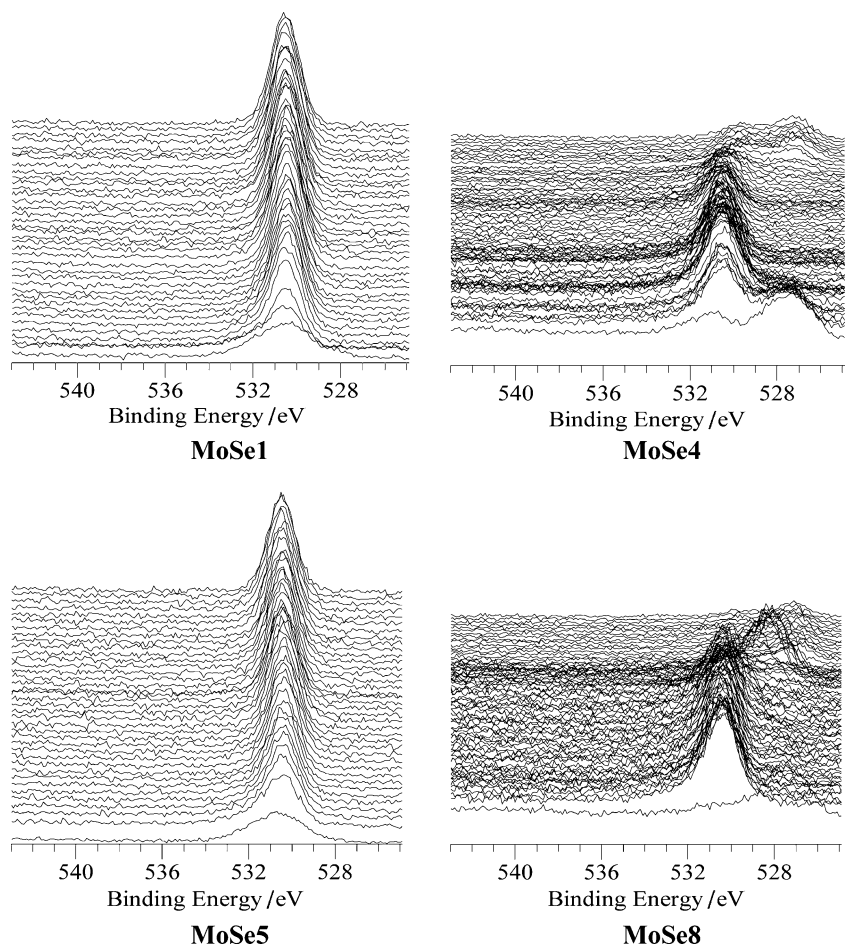 540 536 532 528
Binding Energy /eV
MoSe1
540 536 532 528
Binding Energy /eV
MoSe4
540 536 532 528
Binding Energy /eV
MoSe5
540 536 532 528
Binding Energy /eV
MoSe8